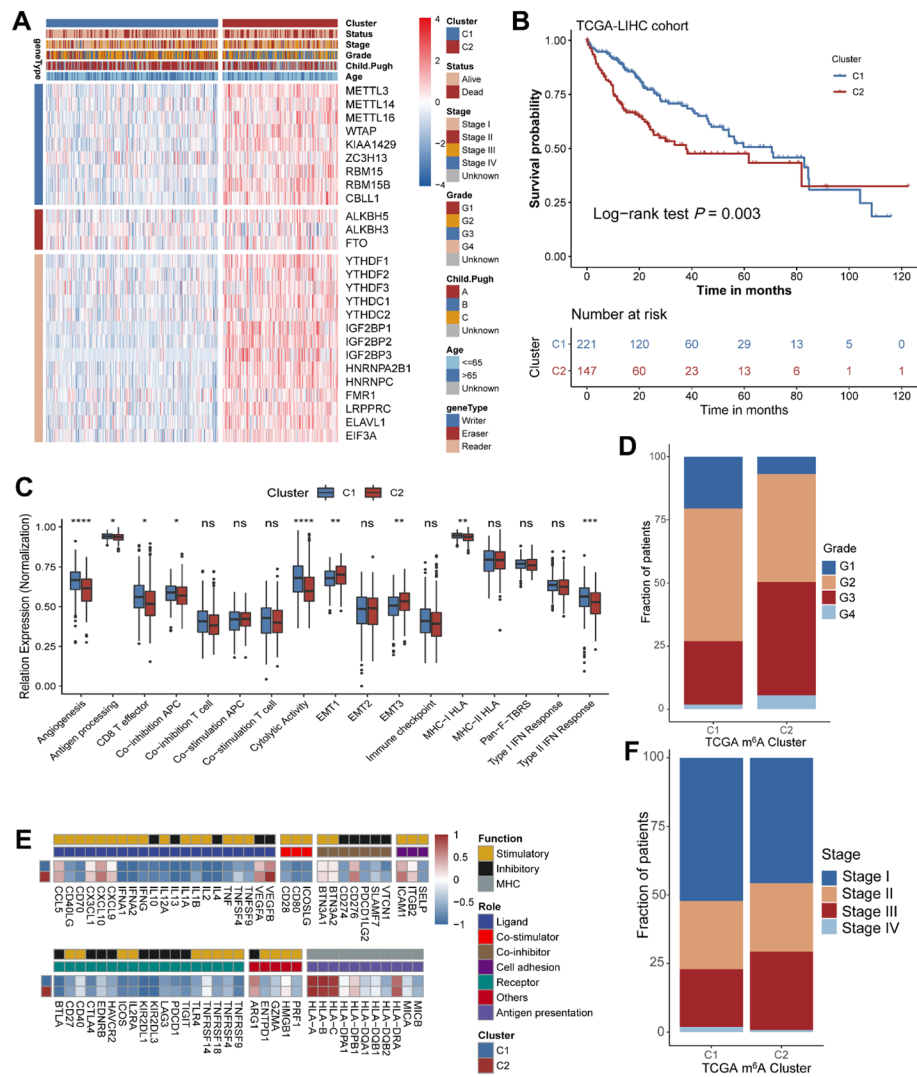 A
Cluster
Status
Stage
Grade
Child.Pugh
Age
geneType
METTL3
METTL14
METTL16
WTAP
KIAA1429
ZC3H13
RBM15
RBM15B
CBLL1
ALKBH5
ALKBH3
FTO
YTHDF1
YTHDF2
YTHDF3
YTHDC1
YTHDC2
IGF2BP1
IGF2BP2
IGF2BP3
HNRNPA2B1
HNRNPC
FMR1
LRPPRC
ELAVL1
EIF3A
4
2
0
−2
−4
Cluster
C1
C2
Status
Alive
Dead
Stage
Stage I
Stage II
Stage III
Stage IV
Unknown
Grade
G1
G2
G3
G4
Unknown
Child.Pugh
A
B
C
Unknown
Age
<=65
>65
Unknown
geneType
Writer
Eraser
Reader
B
TCGA-LIHC cohort
Cluster
C1
C2
Survival probability
1.00
0.75
0.50
0.25
0.00
Log−rank test P = 0.003
0 20 40 60 80 100 120
Time in months
Number at risk
Cluster
C1 221 120 60 29 13 5 0
C2 147 60 23 13 6 1 1
0 20 40 60 80 100 120
Time in months
C
Cluster C1 C2
Relation Expression (Normalization)
1.00
0.75
0.50
0.25
0.00
**** * * * ns ns ns **** ** ns ** ns ** ns ns ns ***
Angiogenesis
Antigen processing
CD8 T effector
Co−inhibition APC
Co−inhibition T cell
Co−stimulation APC
Co−stimulation T cell
Cytolytic Activity
EMT1
EMT2
EMT3
Immune checkpoint
MHC−I HLA
MHC−II HLA
Pan−F−TBRS
Type I IFN Response
Type II IFN Response
D
Fraction of patients
100
75
50
25
0
C1 C2
TCGA m⁶A Cluster
Grade
G1
G2
G3
G4
E
CCL5
CD40LG
CD70
CX3CL1
CXCL10
CXCL9
IFNA1
IFNA2
IFNG
IL10
IL12A
IL13
IL1A
IL1B
IL2
IL4
TNF
TNFSF4
TNFSF9
VEGFA
VEGFB
CD28
CD80
ICOSLG
BTN3A1
BTN3A2
CD274
CD276
PDCD1LG2
SLAMF7
VTCN1
ICAM1
ITGB2
SELP
BTLA
CD27
CD40
CTLA4
EDNRB
HAVCR2
ICOS
IL2RA
KIR2DL1
KIR2DL3
LAG3
PDCD1
TIGIT
TLR4
TNFRSF14
TNFRSF18
TNFRSF4
TNFRSF9
ARG1
ENTPD1
GZMA
HMGB1
PRF1
HLA−A
HLA−B
HLA−C
HLA−DPA1
HLA−DPB1
HLA−DQA1
HLA−DQB1
HLA−DQB2
HLA−DRA
MICA
MICB
1
0.5
0
−0.5
−1
Function
Stimulatory
Inhibitory
MHC
Role
Ligand
Co−stimulator
Co−inhibitor
Cell adhesion
Receptor
Others
Antigen presentation
Cluster
C1
C2
F
Fraction of patients
100
75
50
25
0
C1 C2
TCGA m⁶A Cluster
Stage
Stage I
Stage II
Stage III
Stage IV